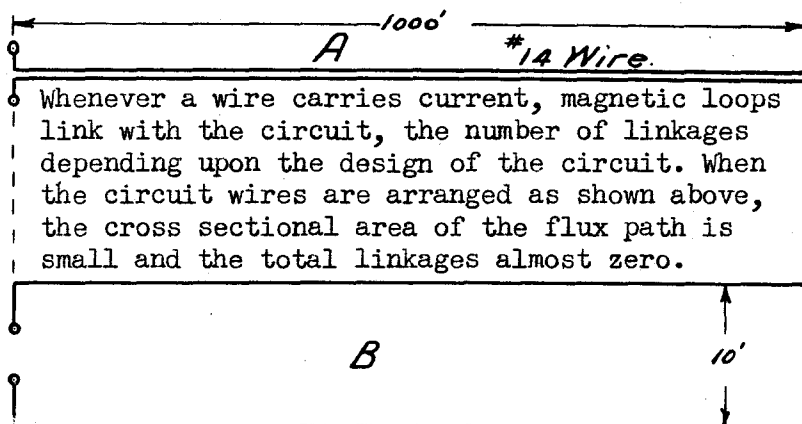 1000'
A #14 Wire.
Whenever a wire carries current, magnetic loops
link with the circuit, the number of linkages
depending upon the design of the circuit. When
the circuit wires are arranged as shown above,
the cross sectional area of the flux path is
small and the total linkages almost zero.
B 10'